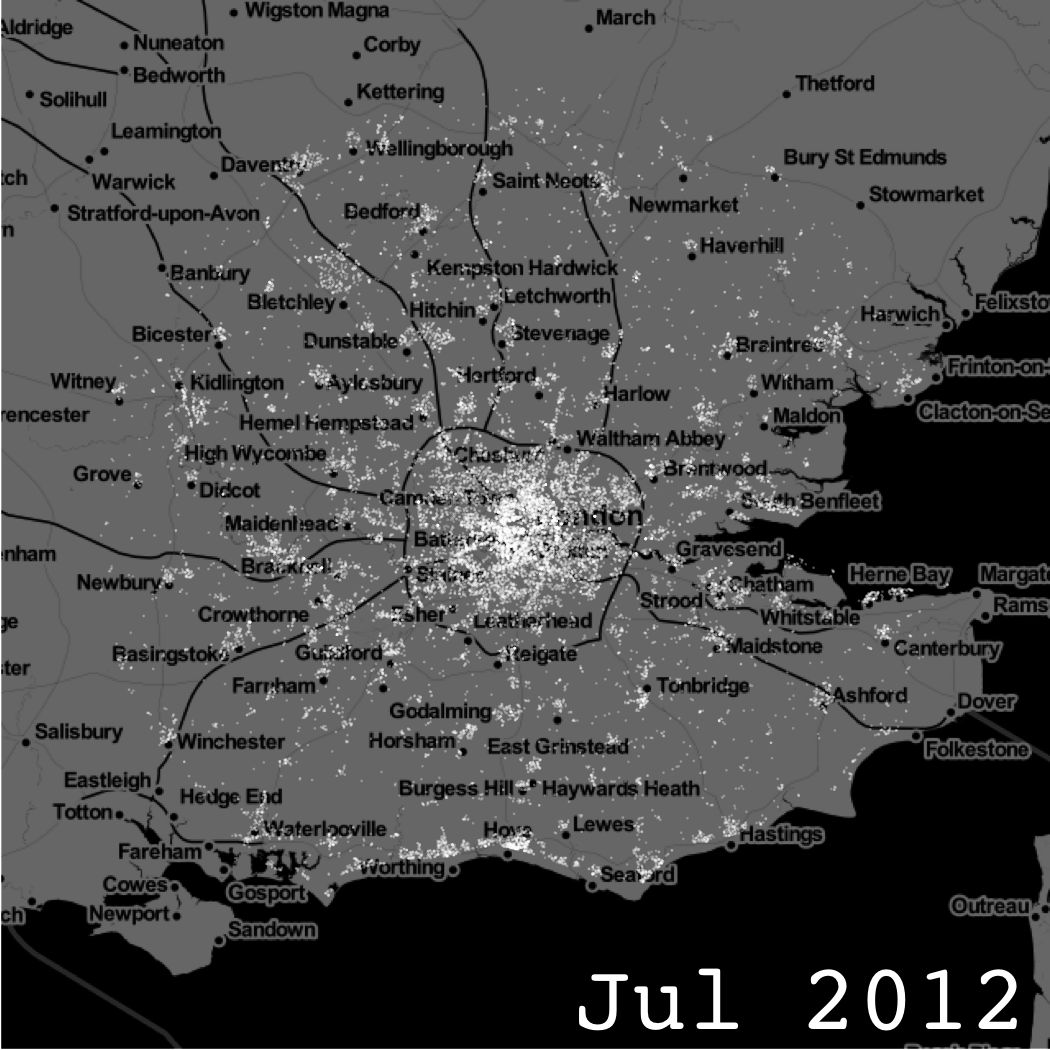 Wigston Magna
March
Aldridge
Nuneaton
Corby
Bedworth
Thetford
Solihull
Kettering
Leamington
Wellingborough
Daventry
Bury St Edmunds
tch
Warwick
Saint Neots
Stowmarket
Stratford-upon-Avon
Bedford
Newmarket
Haverhill
Banbury
Kempston Hardwick
Bletchley
Letchworth
Hitchin
Felixsto
Harwich
Bicester
Dunstable
Stevenage
Braintree
Frinton-on-
Witney
Kidlington
Aylesbury
Hertford
Witham
Harlow
rencester
Hemel Hempstead
Maldon
Clacton-on-Se
Waltham Abbey
High Wycombe
Chesbunt
Grove
Brentwood
Didcot
Camden Town
South Benfleet
Maidenhead
London
Battersea
enham
Gravesend
Bracknell
Newbury
Staines
Chatham
Herne Bay
Margat
Crowthorne
Esher
Strood
Rams
Leatherhead
Whitstable
Basingstoke
Guildford
Reigate
Maidstone
Canterbury
ster
Farnham
Tonbridge
Ashford
Dover
Godalming
Salisbury
Winchester
Horsham
East Grinstead
Folkestone
Eastleigh
Burgess Hill
Haywards Heath
Hedge End
Totton
Waterlooville
Hove
Lewes
Hastings
Fareham
Worthing
Seaford
Cowes
Gosport
Newport
Outreau
ch
Sandown
Jul 2012